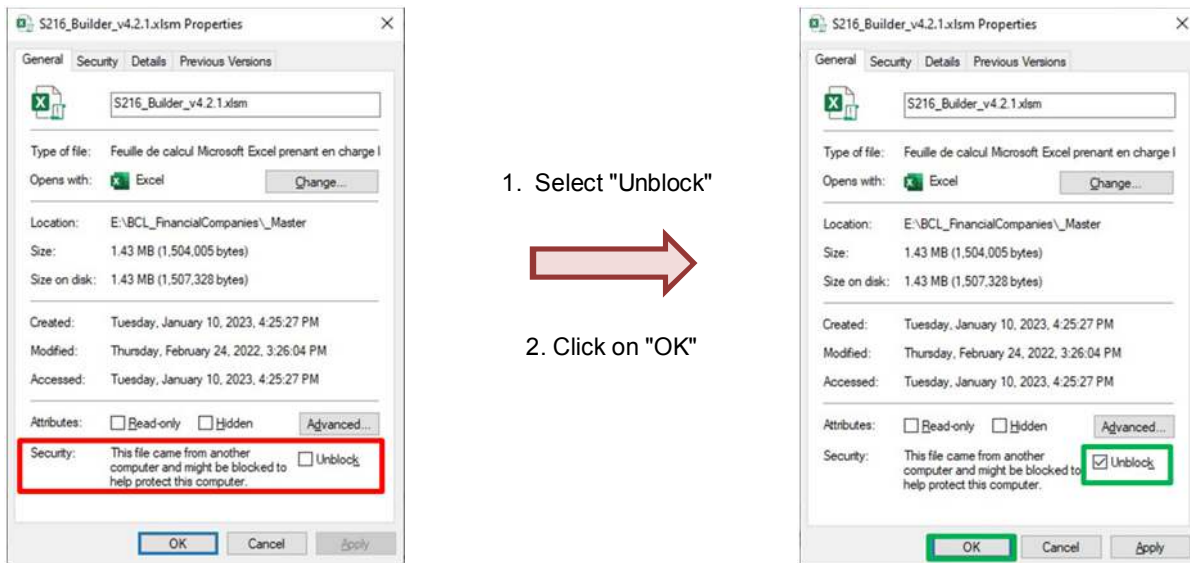 S216_Builder_v4.2.1.xlsm Properties
General Security Details Previous Versions
S216_Builder_v4.2.1.xlsm
Type of file: Feuille de calcul Microsoft Excel prenant en charge l
Opens with: Excel Change...
Location: E:\BCL_FinancialCompanies\_Master
Size: 1.43 MB (1,504,005 bytes)
Size on disk: 1.43 MB (1,507,328 bytes)
Created: Tuesday, January 10, 2023, 4:25:27 PM
Modified: Thursday, February 24, 2022, 3:26:04 PM
Accessed: Tuesday, January 10, 2023, 4:25:27 PM
Attributes: Read-only Hidden Advanced...
Security: This file came from another
computer and might be blocked to
help protect this computer.
Unblock
OK Cancel Apply
1. Select "Unblock"
2. Click on "OK"
S216_Builder_v4.2.1.xlsm Properties
General Security Details Previous Versions
S216_Builder_v4.2.1.xlsm
Type of file: Feuille de calcul Microsoft Excel prenant en charge l
Opens with: Excel Change...
Location: E:\BCL_FinancialCompanies\_Master
Size: 1.43 MB (1,504,005 bytes)
Size on disk: 1.43 MB (1,507,328 bytes)
Created: Tuesday, January 10, 2023, 4:25:27 PM
Modified: Thursday, February 24, 2022, 3:26:04 PM
Accessed: Tuesday, January 10, 2023, 4:25:27 PM
Attributes: Read-only Hidden Advanced...
Security: This file came from another
computer and might be blocked to
help protect this computer.
Unblock
OK Cancel Apply